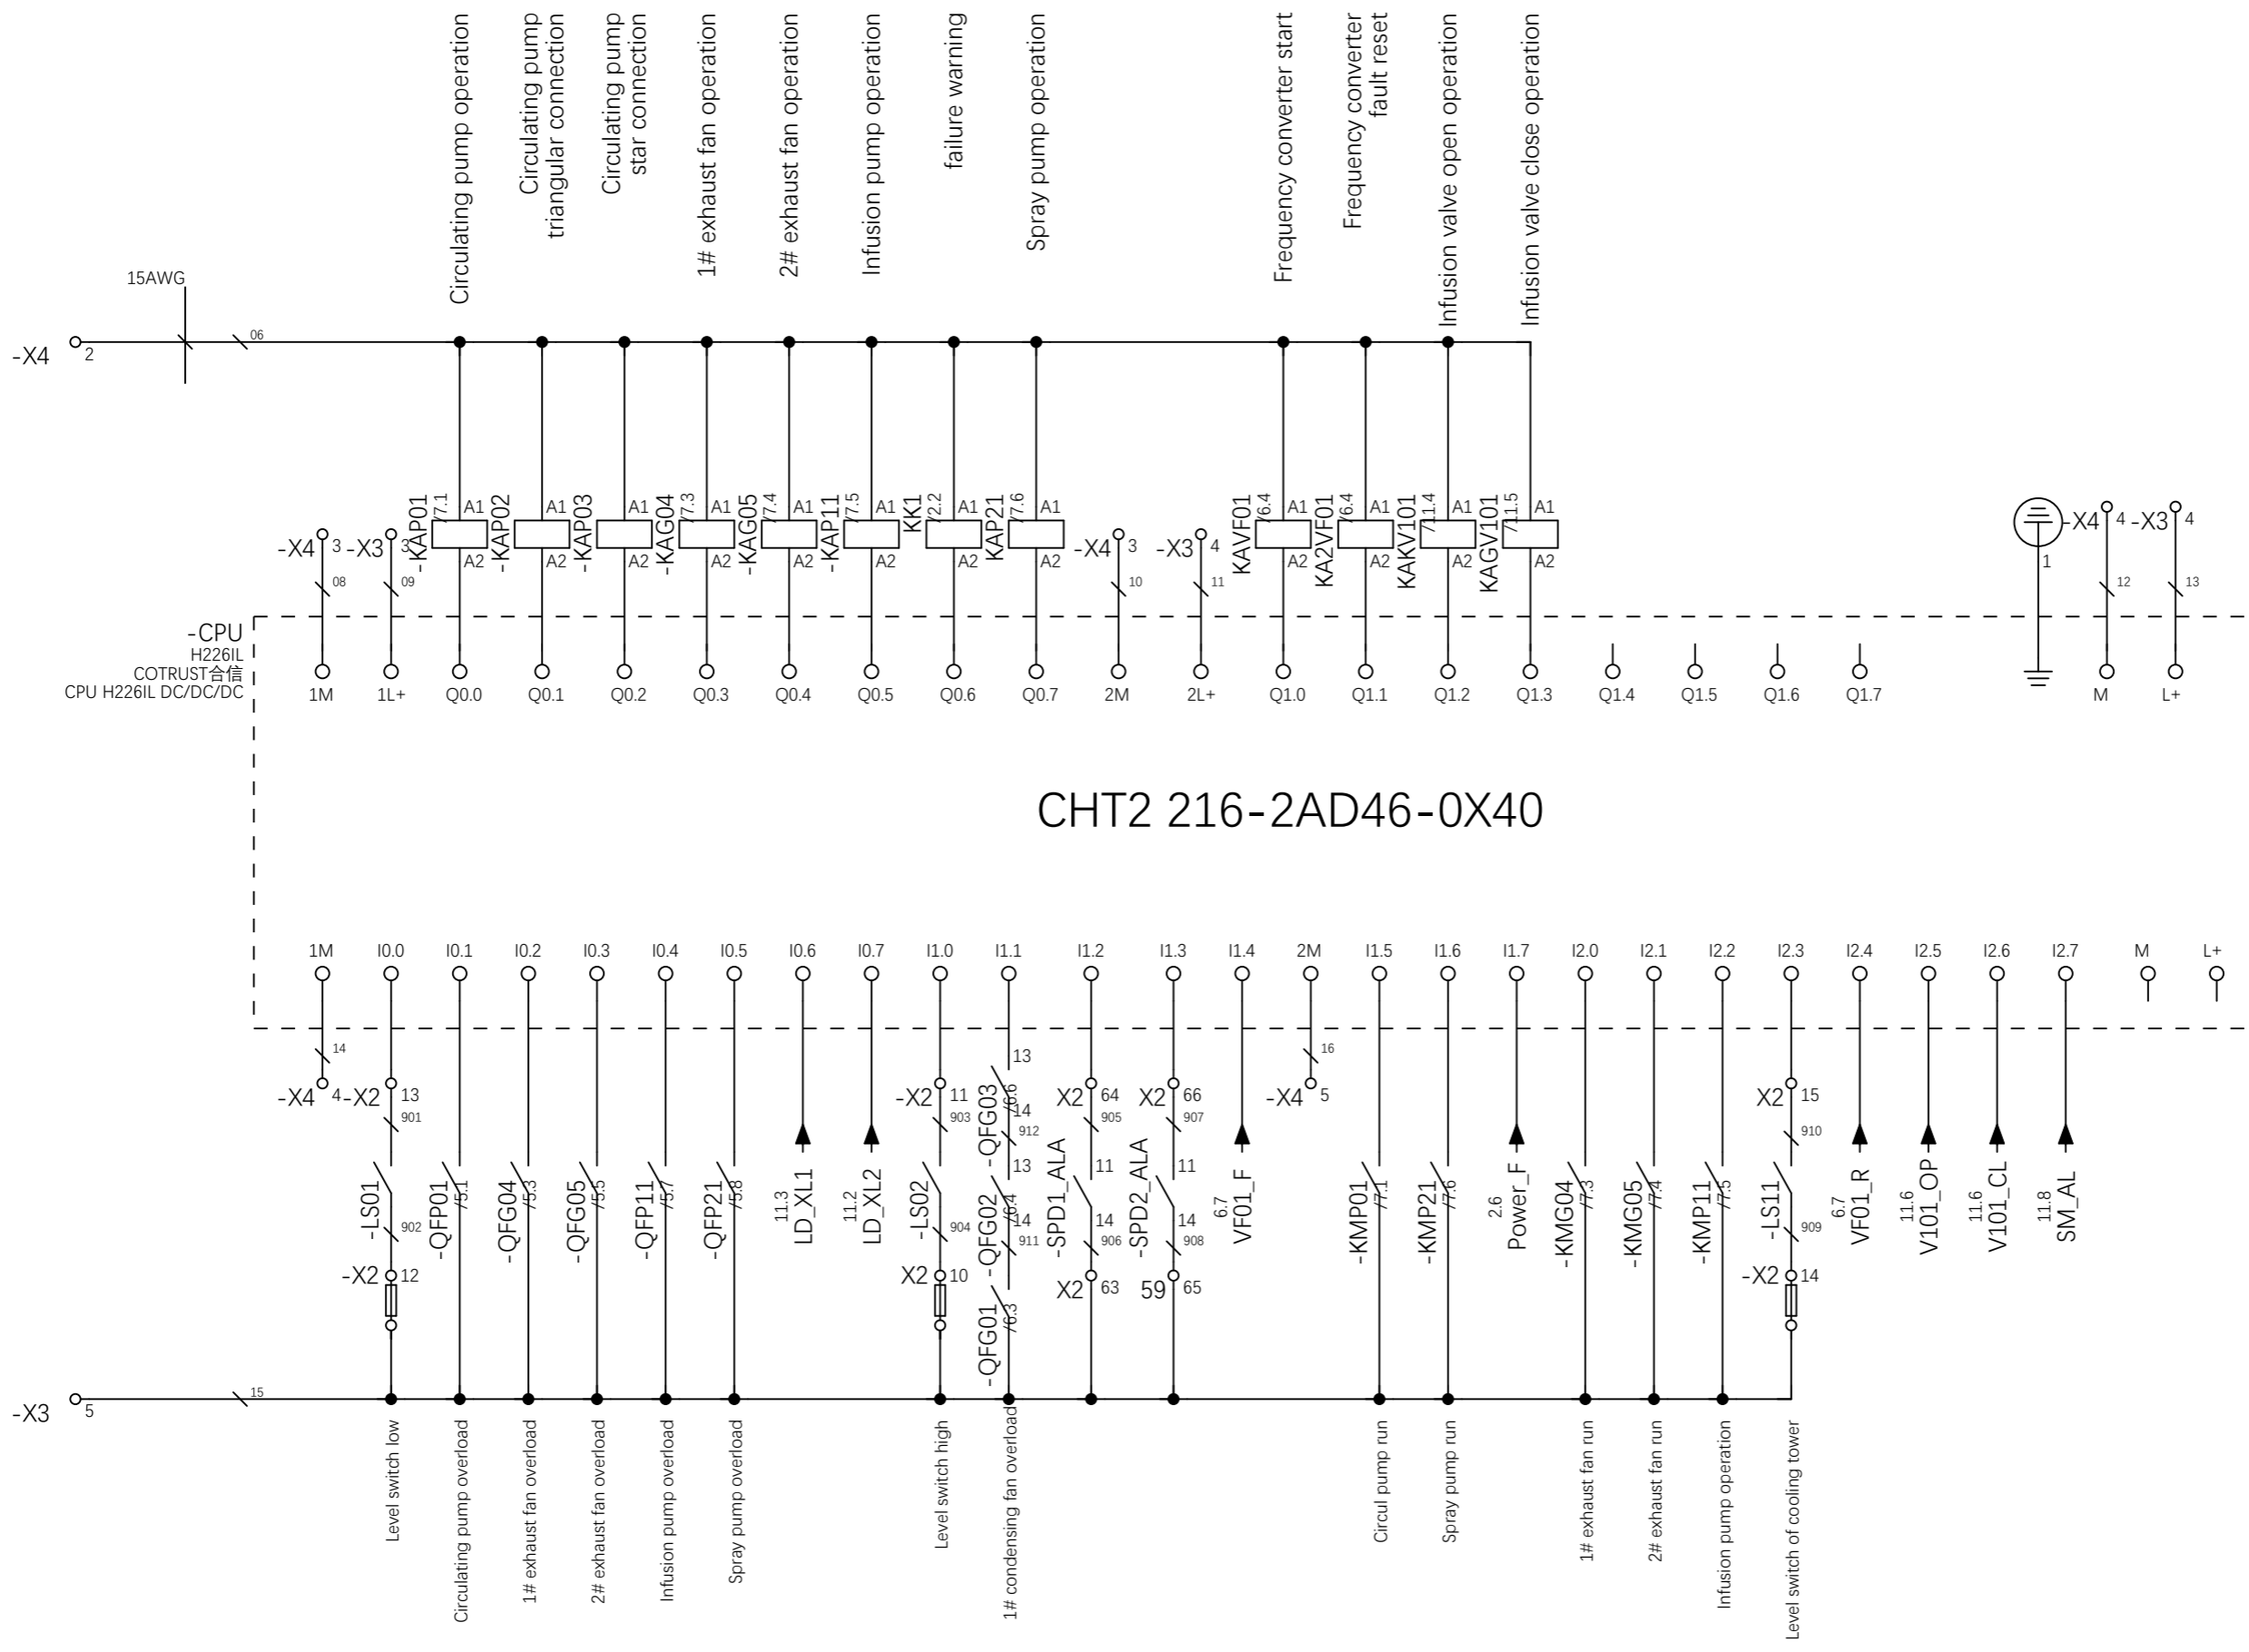 Circulating pump operation
Circulating pump
triangular connection
Circulating pump
star connection
1# exhaust fan operation
2# exhaust fan operation
Infusion pump operation
failure warning
Spray pump operation
Frequency converter start
Frequency converter
fault reset
Infusion valve open operation
Infusion valve close operation
15AWG
-X4 2 06
-X4 3 08
-X3 3 09
-KAP01 /7.1 A1 A2
-KAP02 A1 A2
-KAP03 A1 A2
-KAG04 /7.3 A1 A2
-KAG05 /7.4 A1 A2
-KAP11 /7.5 A1 A2
KK1 /2.2 A1 A2
KAP21 /7.6 A1 A2
-X4 3 10
-X3 4 11
KAVF01 /6.4 A1 A2
KA2VF01 /6.4 A1 A2
KAKV101 /11.4 A1 A2
KAGV101 /11.5 A1 A2
1
-X4 4 12
-X3 4 13
-CPU
H226IL
COTRUST合信
CPU H226IL DC/DC/DC
1M 1L+ Q0.0 Q0.1 Q0.2 Q0.3 Q0.4 Q0.5 Q0.6 Q0.7 2M 2L+ Q1.0 Q1.1 Q1.2 Q1.3 Q1.4 Q1.5 Q1.6 Q1.7 M L+
CHT2 216-2AD46-0X40
1M I0.0 I0.1 I0.2 I0.3 I0.4 I0.5 I0.6 I0.7 I1.0 I1.1 I1.2 I1.3 I1.4 2M I1.5 I1.6 I1.7 I2.0 I2.1 I2.2 I2.3 I2.4 I2.5 I2.6 I2.7 M L+
14 -X4 4
-X2 13 901 -LS01 902 -X2 12
-QFP01 /5.1
-QFG04 /5.3
-QFG05 /5.5
-QFP11 /5.7
-QFP21 /5.8
11.3 LD_XL1
11.2 LD_XL2
-X2 11 903 -LS02 904 X2 10
13 -QFG03 /6.6 14 912
13 -QFG02 /6.4 14 911
-QFG01 /6.3
X2 64 905 11 -SPD1_ALA 14 906 X2 63
X2 66 907 11 -SPD2_ALA 14 908 59 65
6.7 VF01_F
16 -X4 5
-KMP01 /7.1
-KMP21 /7.6
2.6 Power_F
-KMG04 /7.3
-KMG05 /7.4
-KMP11 /7.5
X2 15 910 -LS11 909 -X2 14
6.7 VF01_R
11.6 V101_OP
11.6 V101_CL
11.8 SM_AL
-X3 5 15
Level switch low
Circulating pump overload
1# exhaust fan overload
2# exhaust fan overload
Infusion pump overload
Spray pump overload
Level switch high
1# condensing fan overload
Circul pump run
Spray pump run
1# exhaust fan run
2# exhaust fan run
Infusion pump operation
Level switch of cooling tower